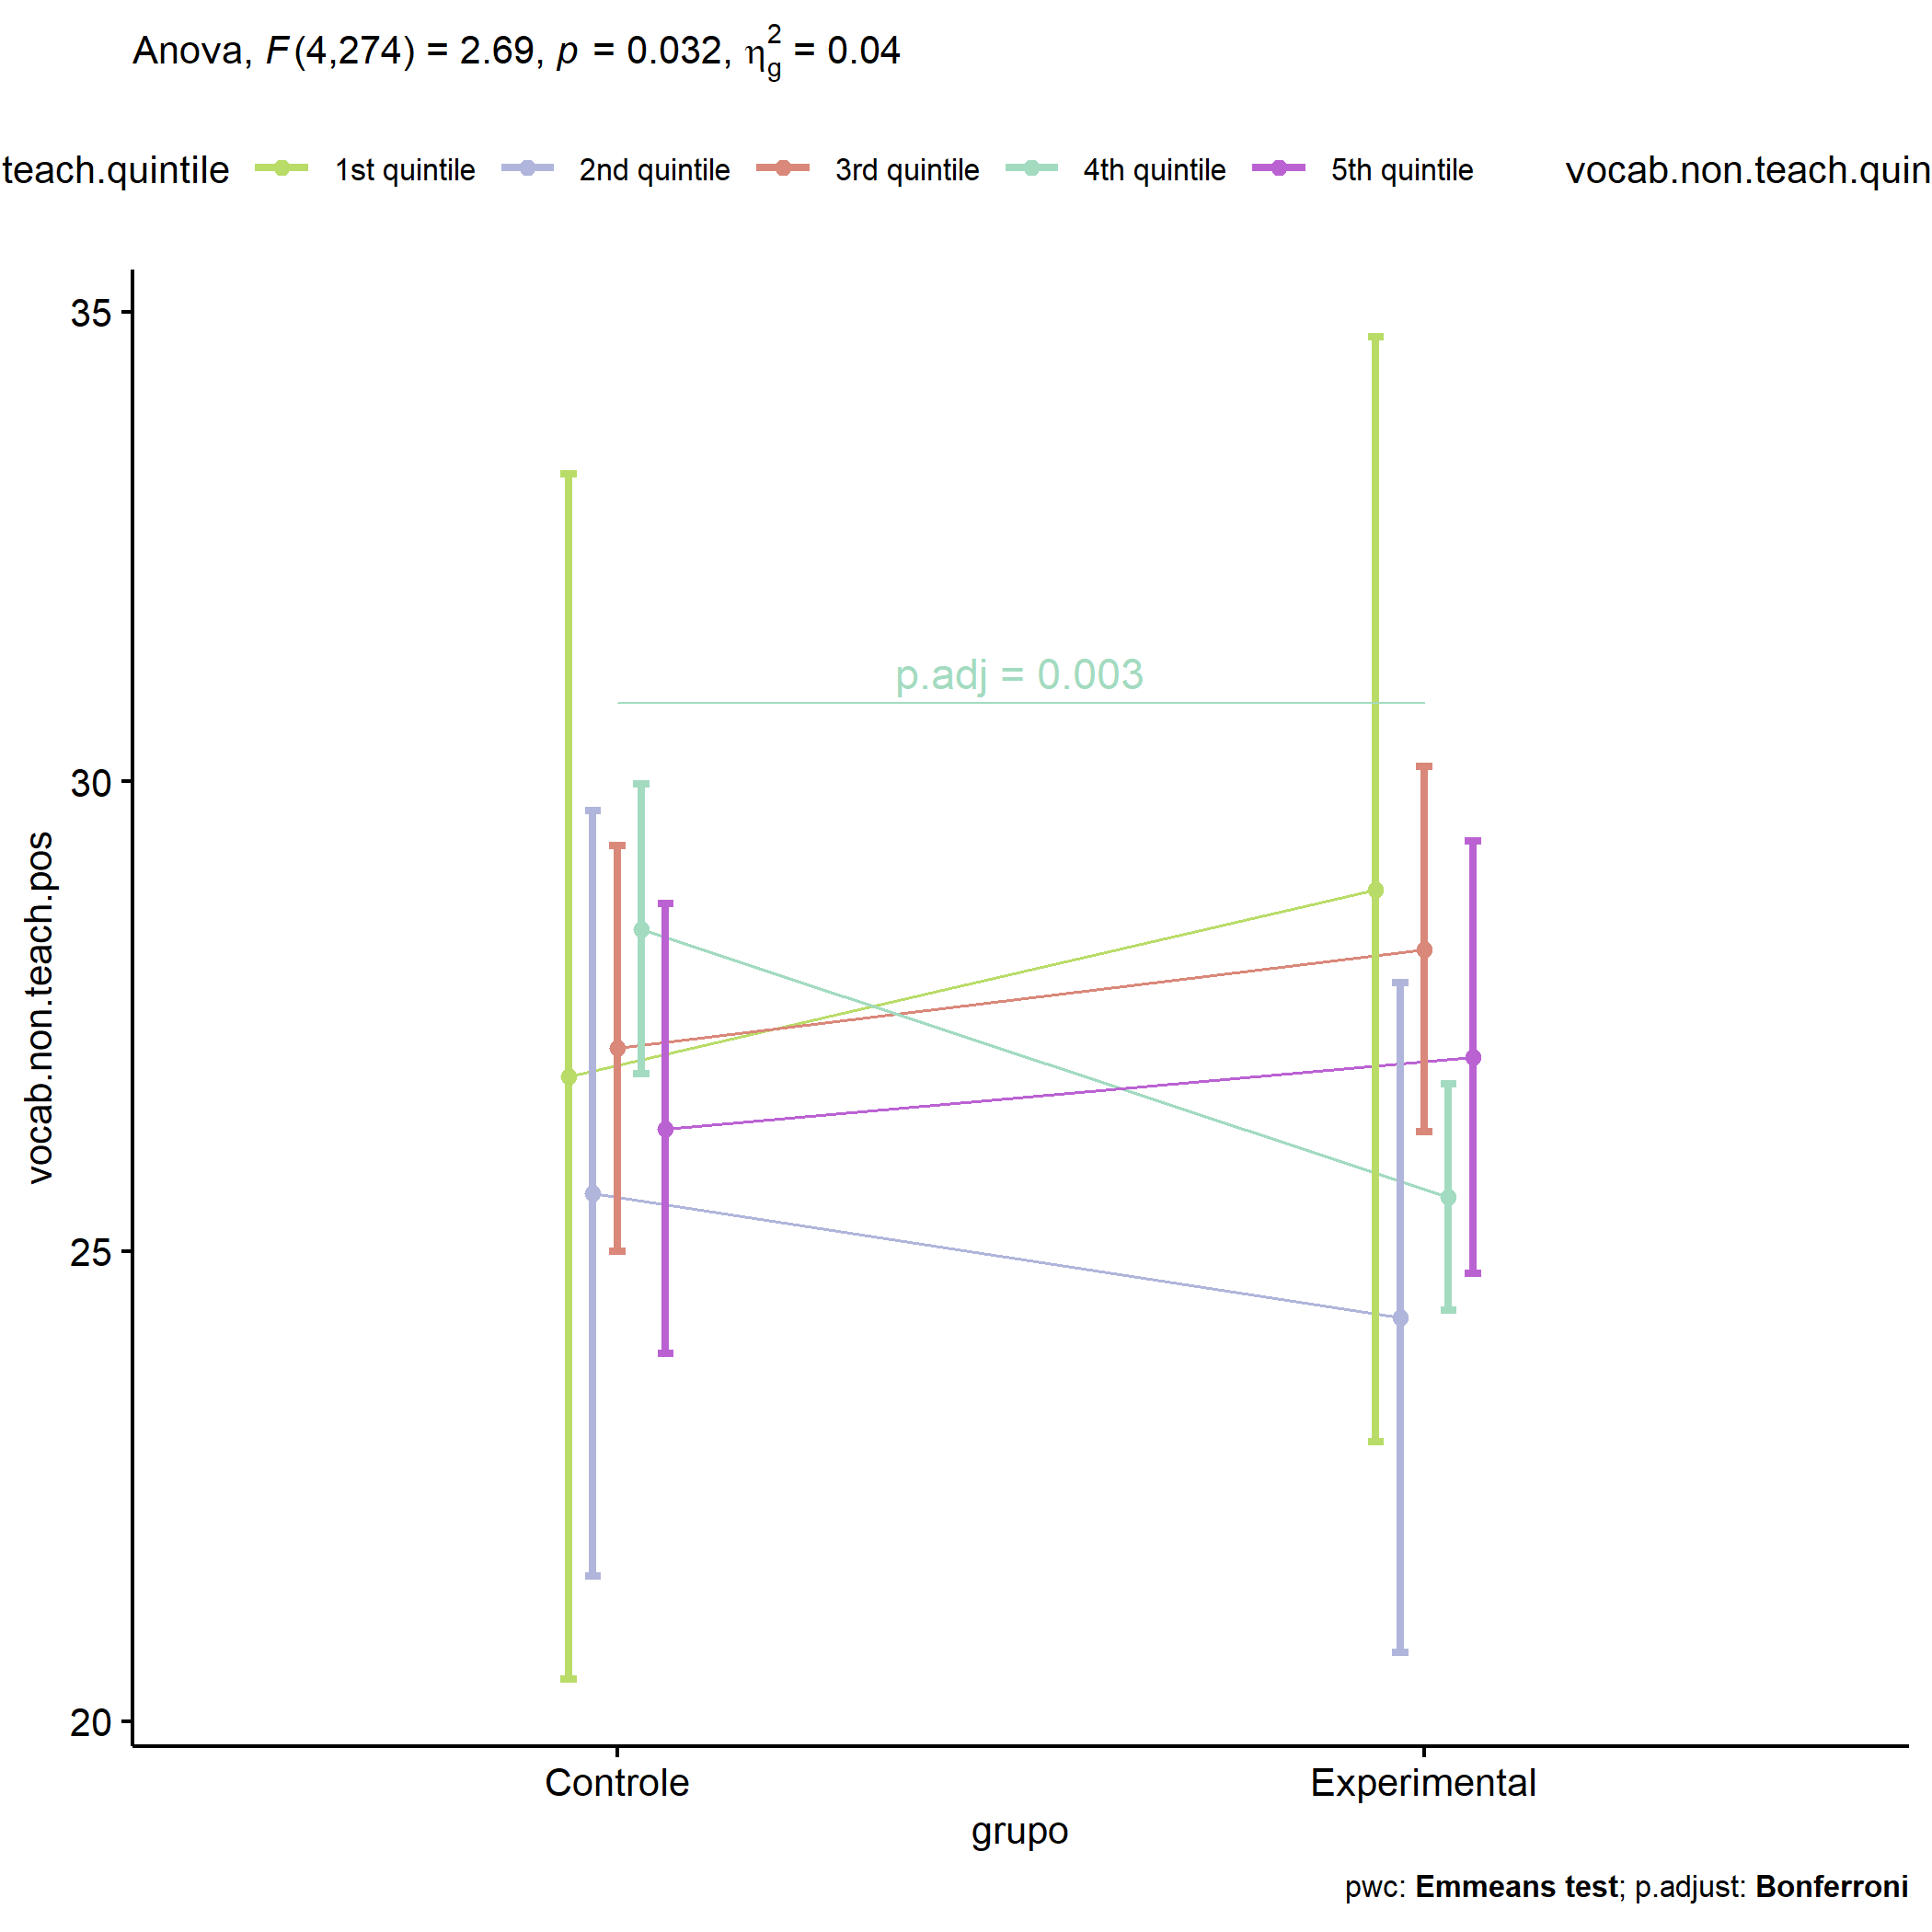 Anova, F(4,274) = 2.69, p = 0.032, η²g = 0.04
teach.quintile 1st quintile 2nd quintile 3rd quintile 4th quintile 5th quintile vocab.non.teach.quin
35
p.adj = 0.003
30
vocab.non.teach.pos
25
20
Controle Experimental
grupo
pwc: Emmeans test; p.adjust: Bonferroni